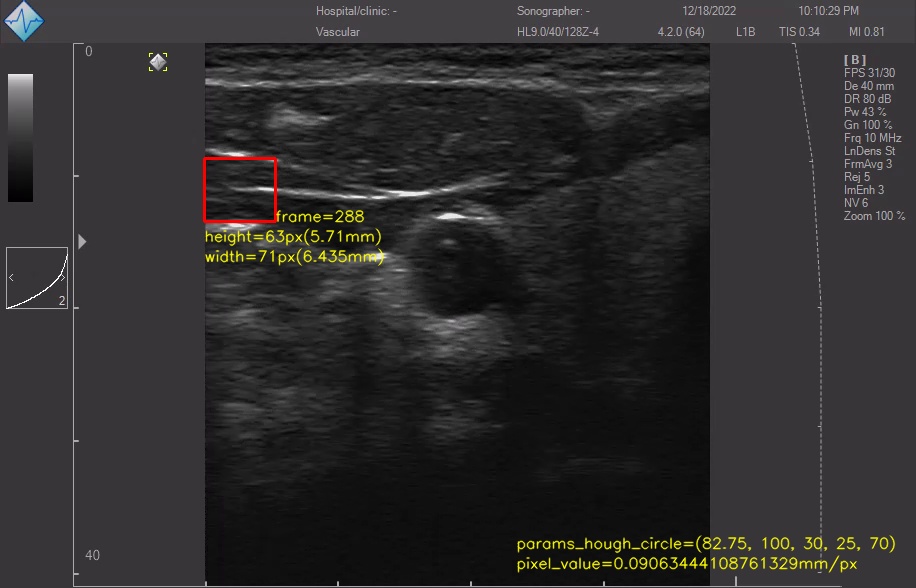 Hospital/clinic: - Sonographer: - 12/18/2022 10:10:29 PM
Vascular HL9.0/40/128Z-4 4.2.0 (64) L1B TIS 0.34 MI 0.81
0
[ B ]
FPS 31/30
De 40 mm
DR 80 dB
Pw 43 %
Gn 100 %
Frq 10 MHz
LnDens St
FrmAvg 3
Rej 5
ImEnh 3
NV 6
Zoom 100 %
frame=288
height=63px(5.71mm)
width=71px(6.435mm)
2
params_hough_circle=(82.75, 100, 30, 25, 70)
40
pixel_value=0.09063444108761329mm/px